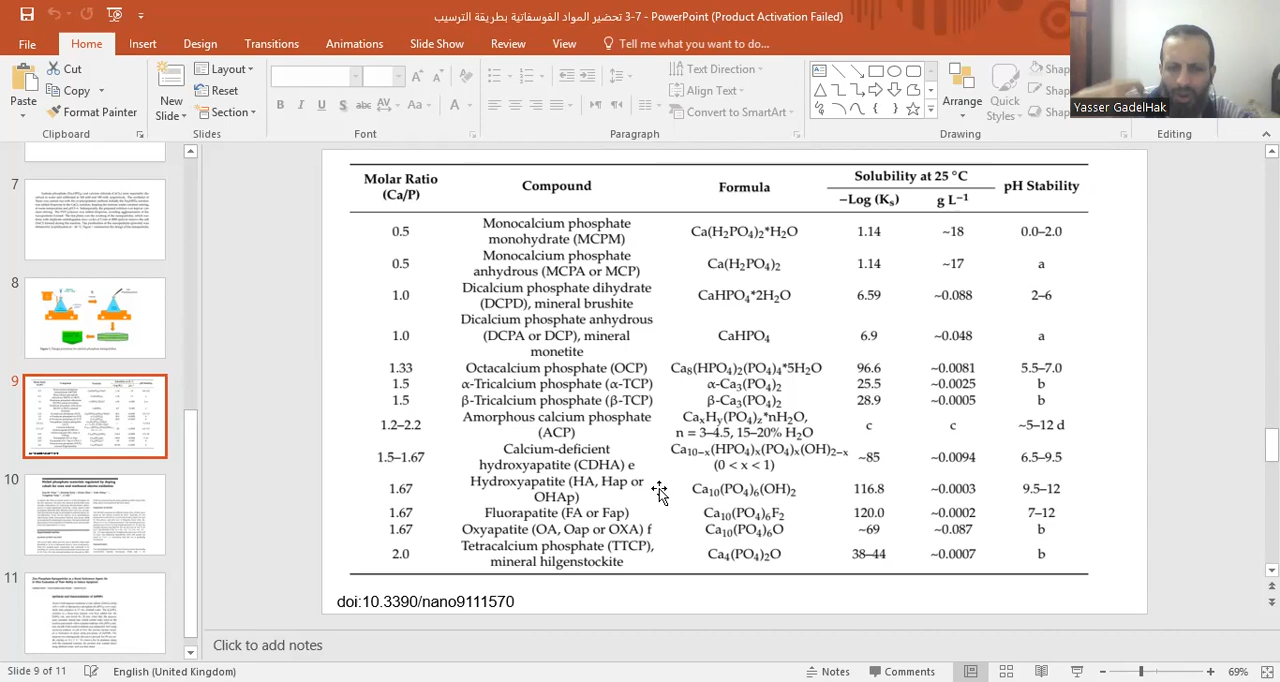 3-7 تحضير المواد الفوسفاتية بطريقة الترسيب - PowerPoint (Product Activation Failed)
File Home Insert Design Transitions Animations Slide Show Review View Tell me what you want to do...
Paste
Cut
Copy
Format Painter
Clipboard
New
Slide
Layout
Reset
Section
Slides
B I U S abc AV Aa A
Font
Text Direction
Align Text
Convert to SmartArt
Paragraph
Arrange
Quick
Styles
Shap
Shap
Shap
Drawing
Editing
Yasser GadelHak
7
8
9
10
11
Molar Ratio (Ca/P) Compound Formula Solubility at 25 °C pH Stability
−Log (Ks) g L−1
0.5 Monocalcium phosphate monohydrate (MCPM) Ca(H2PO4)2*H2O 1.14 ~18 0.0–2.0
0.5 Monocalcium phosphate anhydrous (MCPA or MCP) Ca(H2PO4)2 1.14 ~17 a
1.0 Dicalcium phosphate dihydrate (DCPD), mineral brushite CaHPO4*2H2O 6.59 ~0.088 2–6
1.0 Dicalcium phosphate anhydrous (DCPA or DCP), mineral monetite CaHPO4 6.9 ~0.048 a
1.33 Octacalcium phosphate (OCP) Ca8(HPO4)2(PO4)4*5H2O 96.6 ~0.0081 5.5–7.0
1.5 α-Tricalcium phosphate (α-TCP) α-Ca3(PO4)2 25.5 ~0.0025 b
1.5 β-Tricalcium phosphate (β-TCP) β-Ca3(PO4)2 28.9 ~0.0005 b
1.2–2.2 Amorphous calcium phosphate (ACP) CaxHy(PO4)z*nH2O n = 3–4.5, 15–20% H2O c c ~5–12 d
1.5–1.67 Calcium-deficient hydroxyapatite (CDHA) e Ca10−x(HPO4)x(PO4)x(OH)2−x (0 < x < 1) ~85 ~0.0094 6.5–9.5
1.67 Hydroxyapatite (HA, Hap or OHAp) Ca10(PO4)6(OH)2 116.8 ~0.0003 9.5–12
1.67 Fluorapatite (FA or Fap) Ca10(PO4)6F2 120.0 ~0.0002 7–12
1.67 Oxyapatite (OA, Oap or OXA) f Ca10(PO4)6O ~69 ~0.087 b
2.0 Tetracalcium phosphate (TTCP), mineral hilgenstockite Ca4(PO4)2O 38–44 ~0.0007 b
doi:10.3390/nano9111570
Click to add notes
Slide 9 of 11 English (United Kingdom) Notes Comments 69%